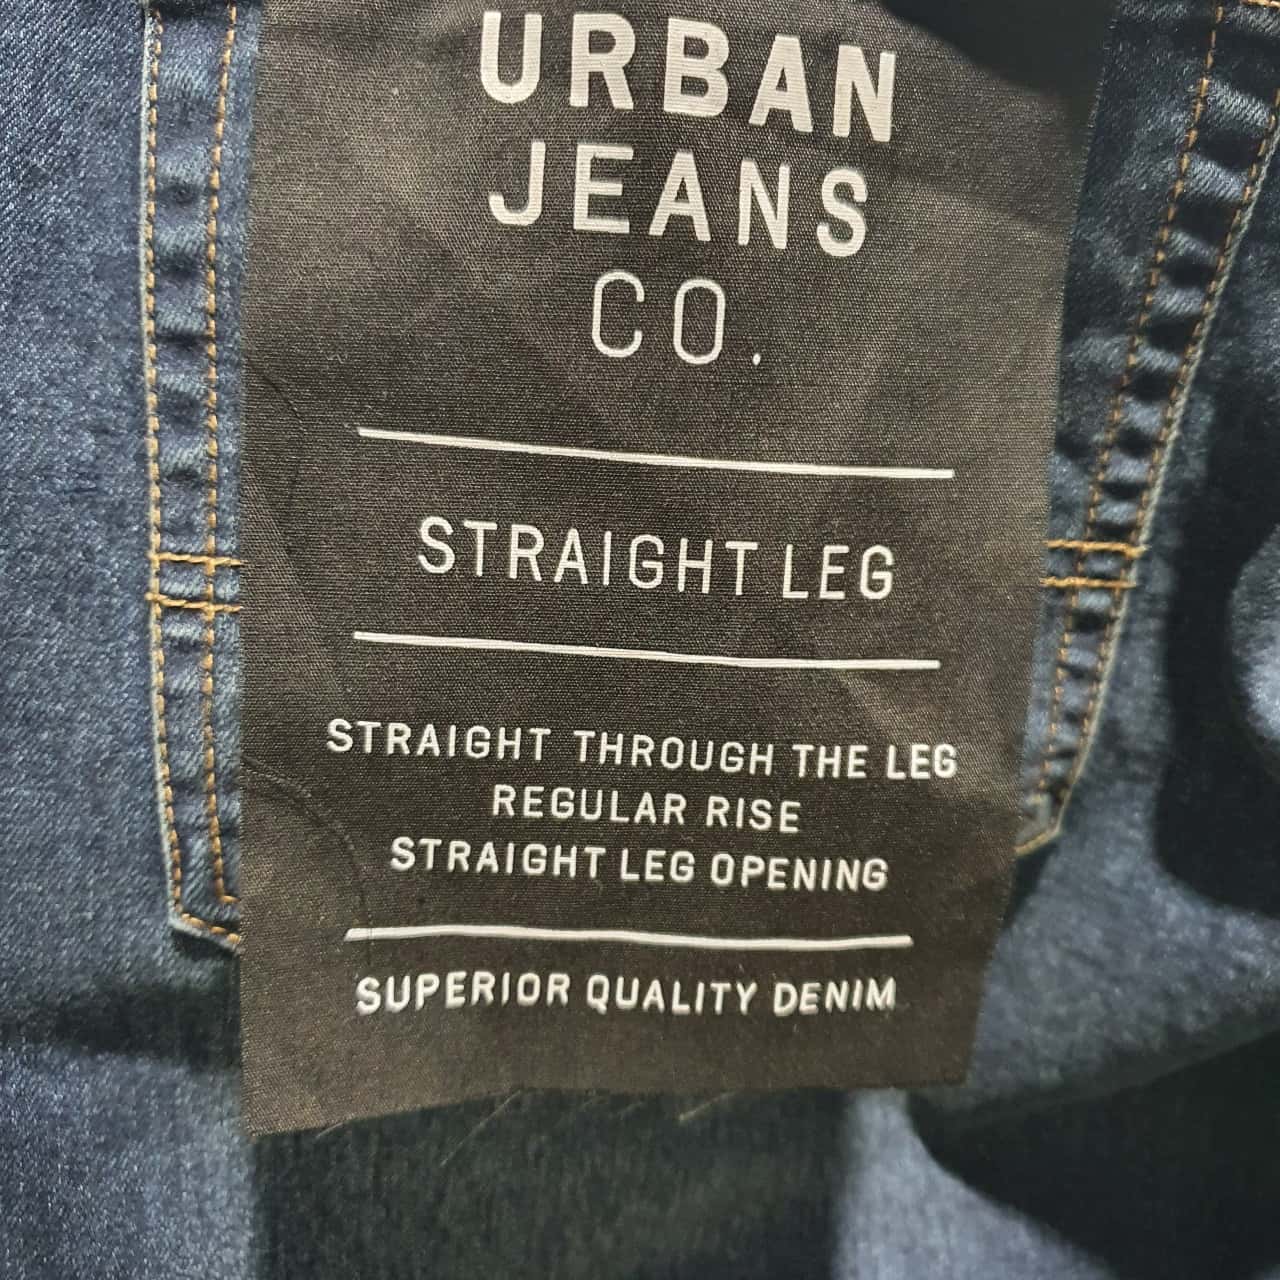 URBAN
JEANS
CO.
STRAIGHT LEG
STRAIGHT THROUGH THE LEG
REGULAR RISE
STRAIGHT LEG OPENING
SUPERIOR QUALITY DENIM